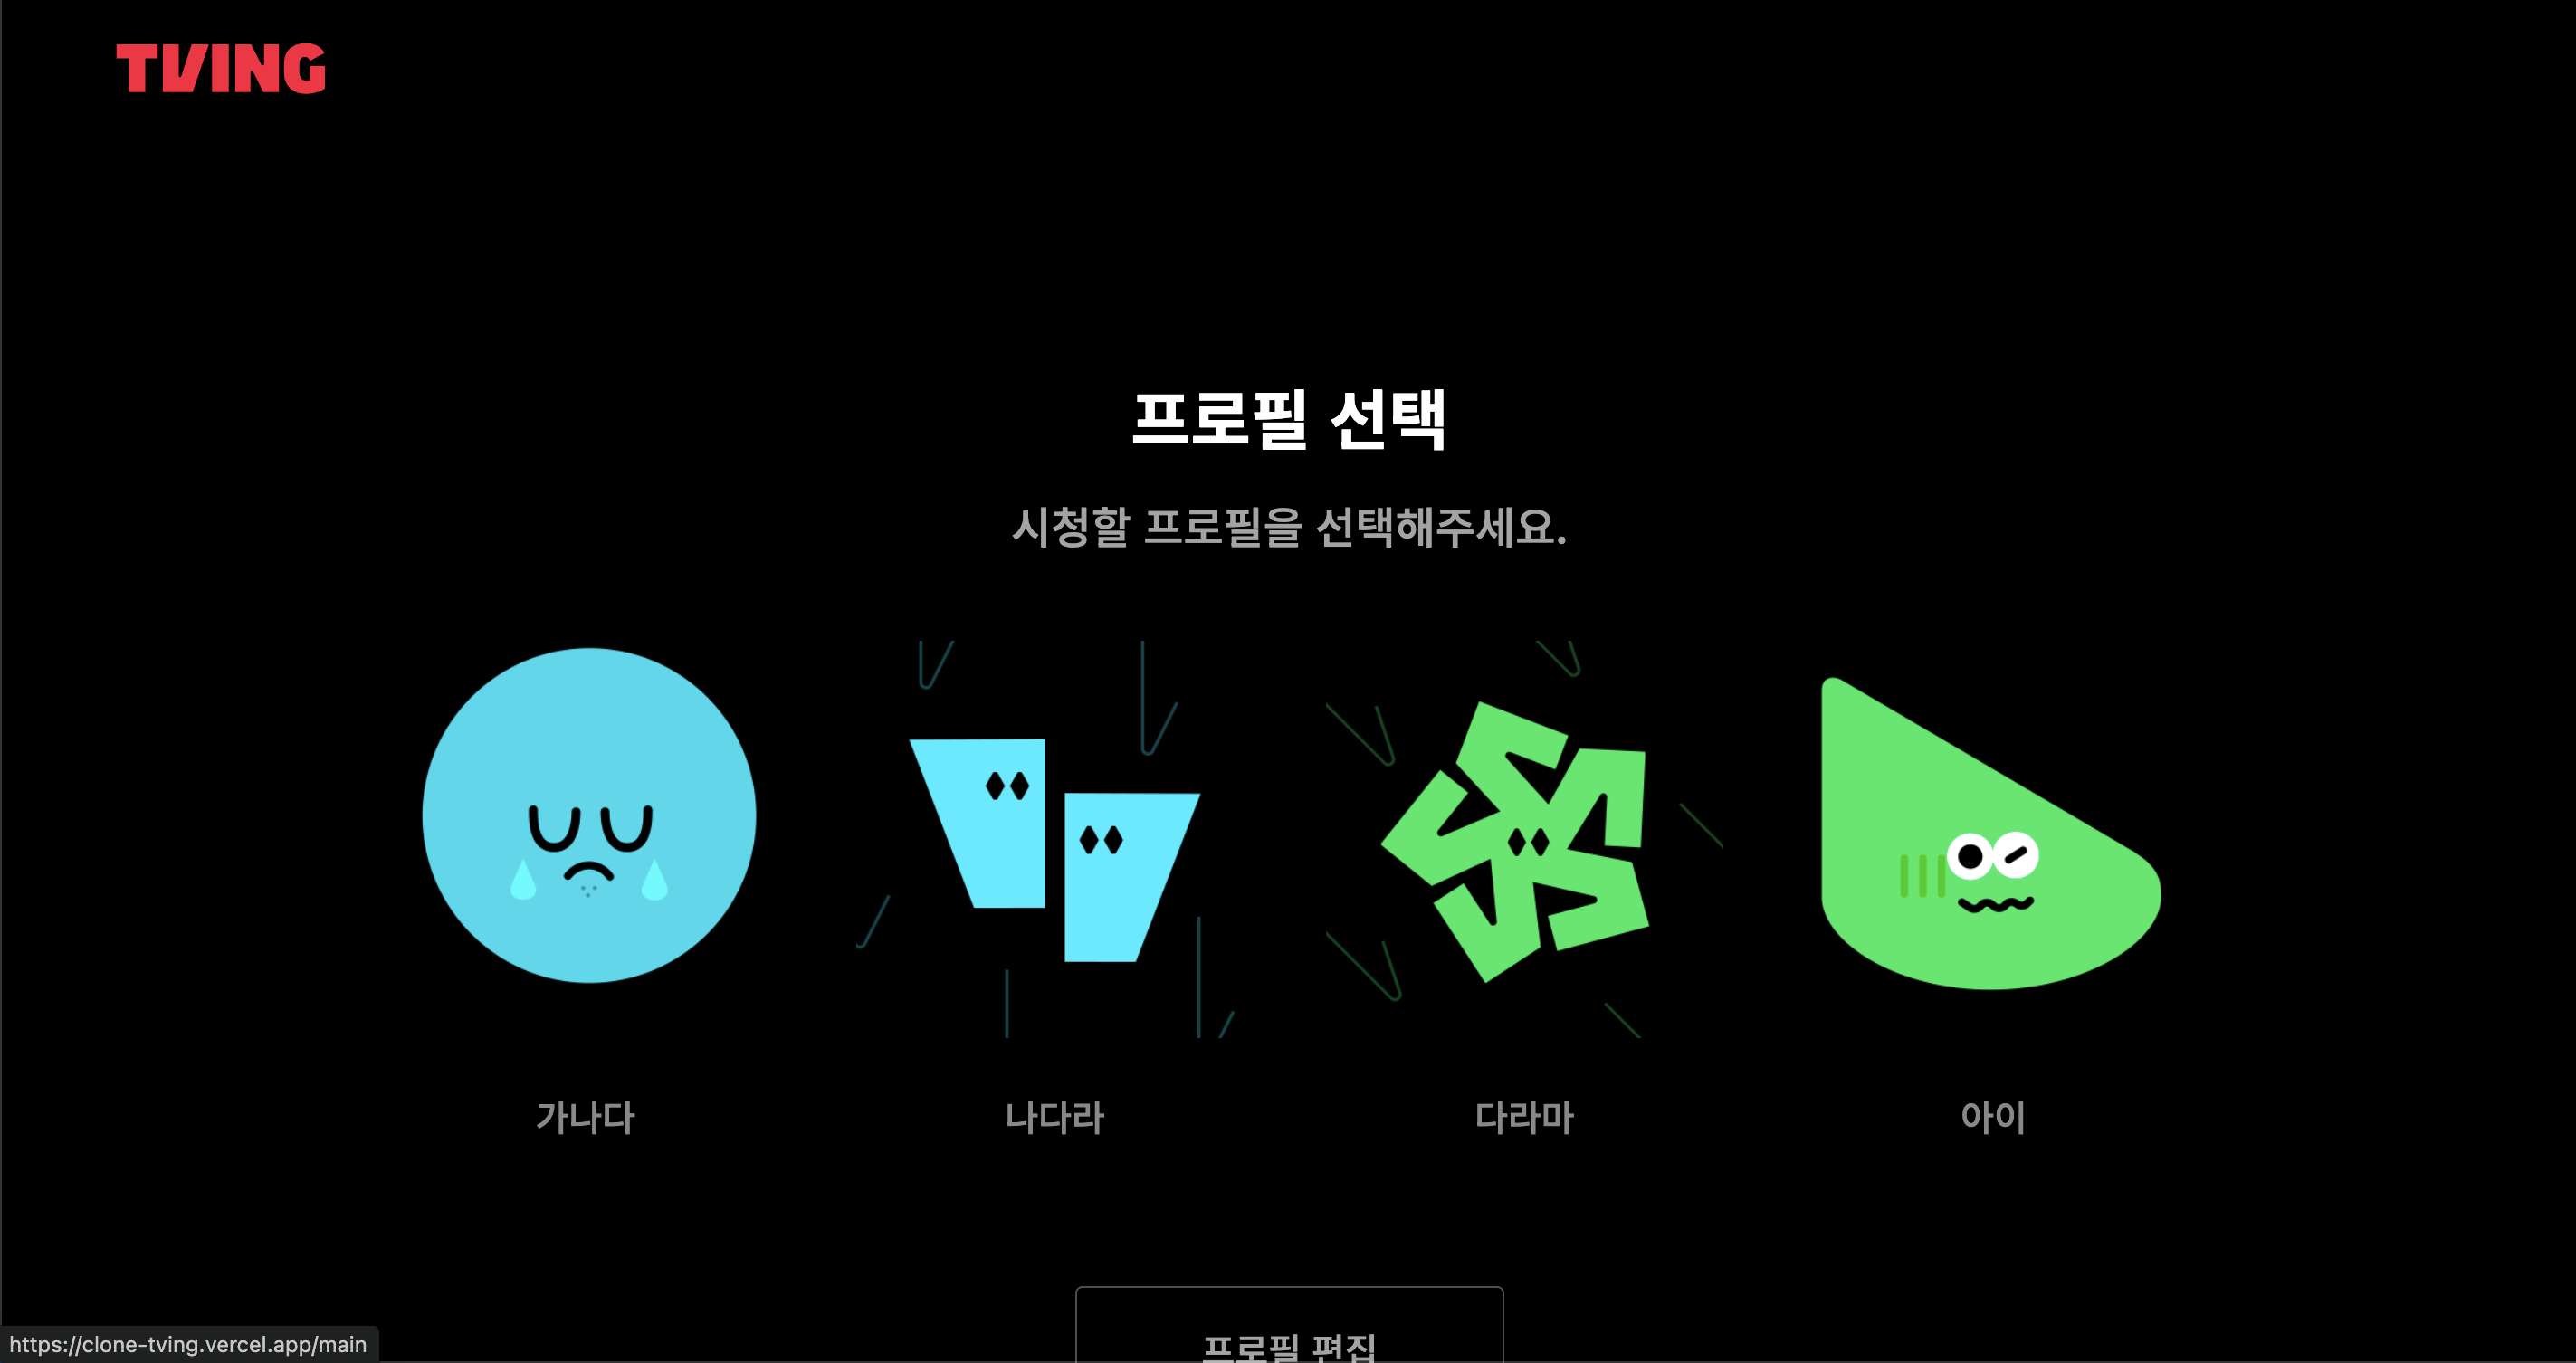 TVING
프로필 선택
시청할 프로필을 선택해주세요.
가나다
나다라
다라마
아이
프로필 편집
https://clone-tving.vercel.app/main